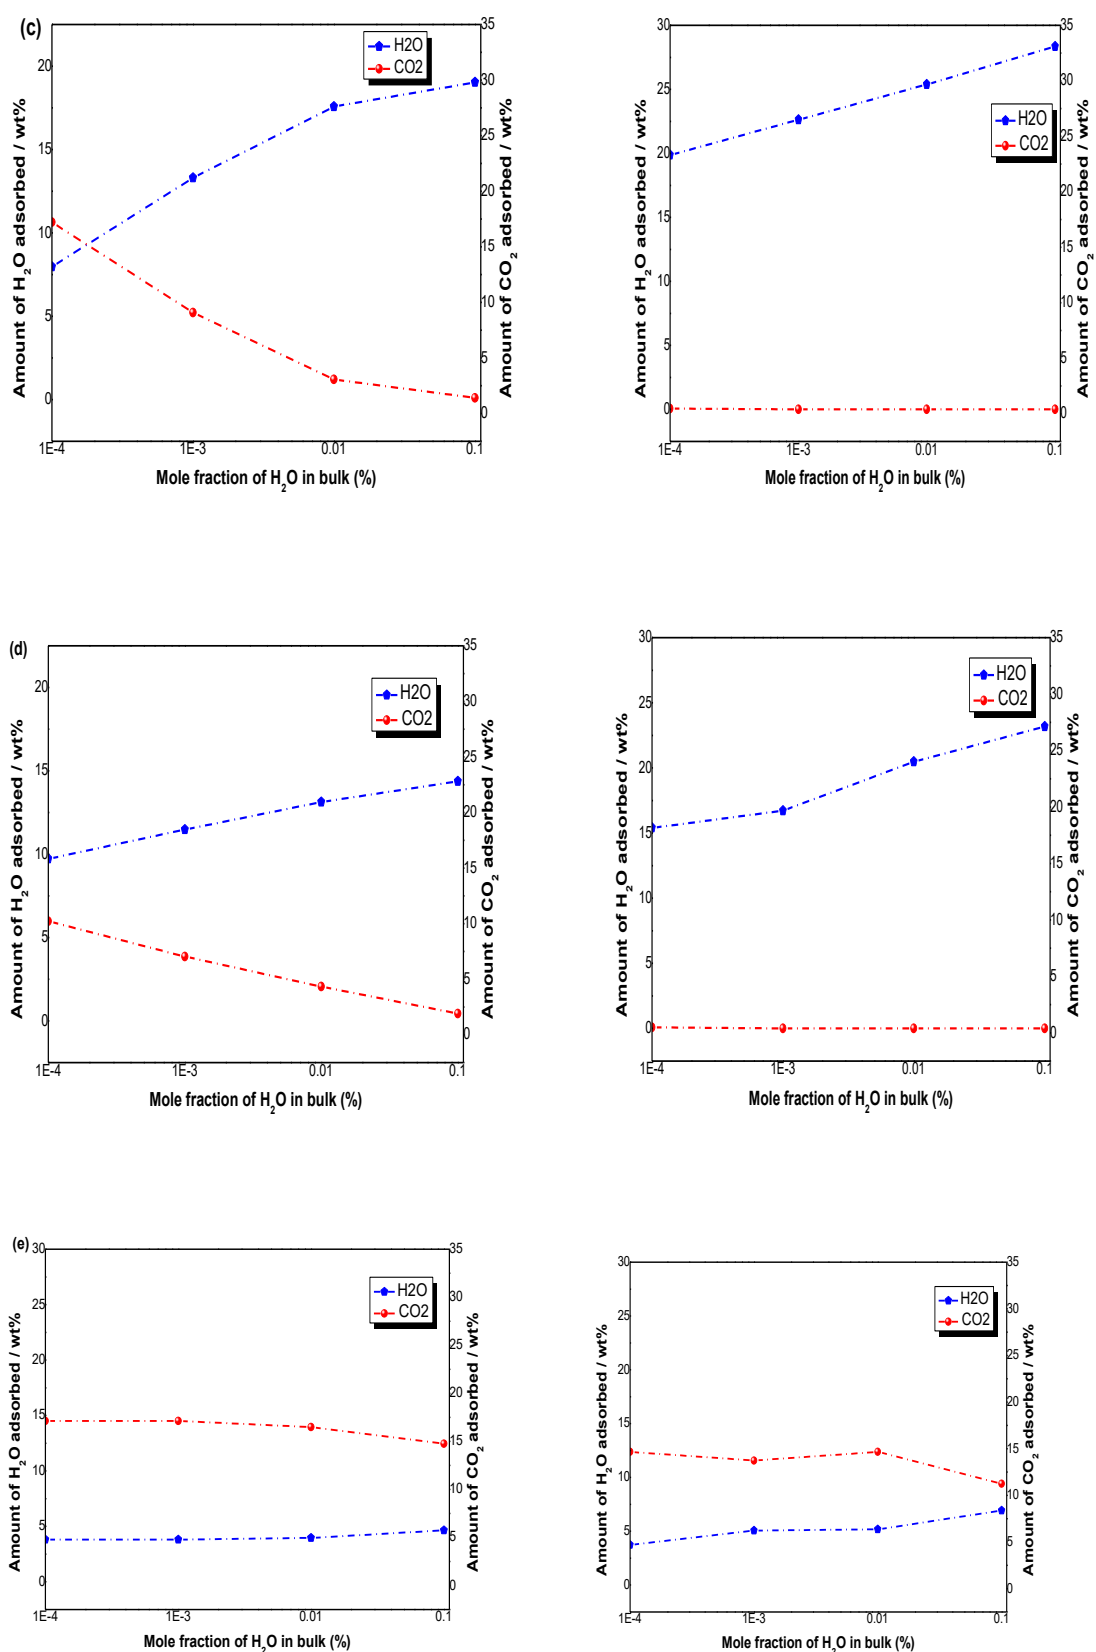 (c)
H2O
CO2
20
15
10
5
0
35
30
25
20
15
10
5
0
1E-4
1E-3
0.01
0.1
Amount of H₂O adsorbed / wt%
Amount of CO₂ adsorbed / wt%
Mole fraction of H₂O in bulk (%)
H2O
CO2
30
25
20
15
10
5
0
35
30
25
20
15
10
5
0
1E-4
1E-3
0.01
0.1
Amount of H₂O adsorbed / wt%
Amount of CO₂ adsorbed / wt%
Mole fraction of H₂O in bulk (%)
(d)
H2O
CO2
20
15
10
5
0
35
30
25
20
15
10
5
0
1E-4
1E-3
0.01
0.1
Amount of H₂O adsorbed / wt%
Amount of CO₂ adsorbed / wt%
Mole fraction of H₂O in bulk (%)
H2O
CO2
30
25
20
15
10
5
0
35
30
25
20
15
10
5
0
1E-4
1E-3
0.01
0.1
Amount of H₂O adsorbed / wt%
Amount of CO₂ adsorbed / wt%
Mole fraction of H₂O in bulk (%)
(e)
H2O
CO2
30
25
20
15
10
5
0
35
30
25
20
15
10
5
0
1E-4
1E-3
0.01
0.1
Amount of H₂O adsorbed / wt%
Amount of CO₂ adsorbed / wt%
Mole fraction of H₂O in bulk (%)
H2O
CO2
30
25
20
15
10
5
0
35
30
25
20
15
10
5
0
1E-4
1E-3
0.01
0.1
Amount of H₂O adsorbed / wt%
Amount of CO₂ adsorbed / wt%
Mole fraction of H₂O in bulk (%)